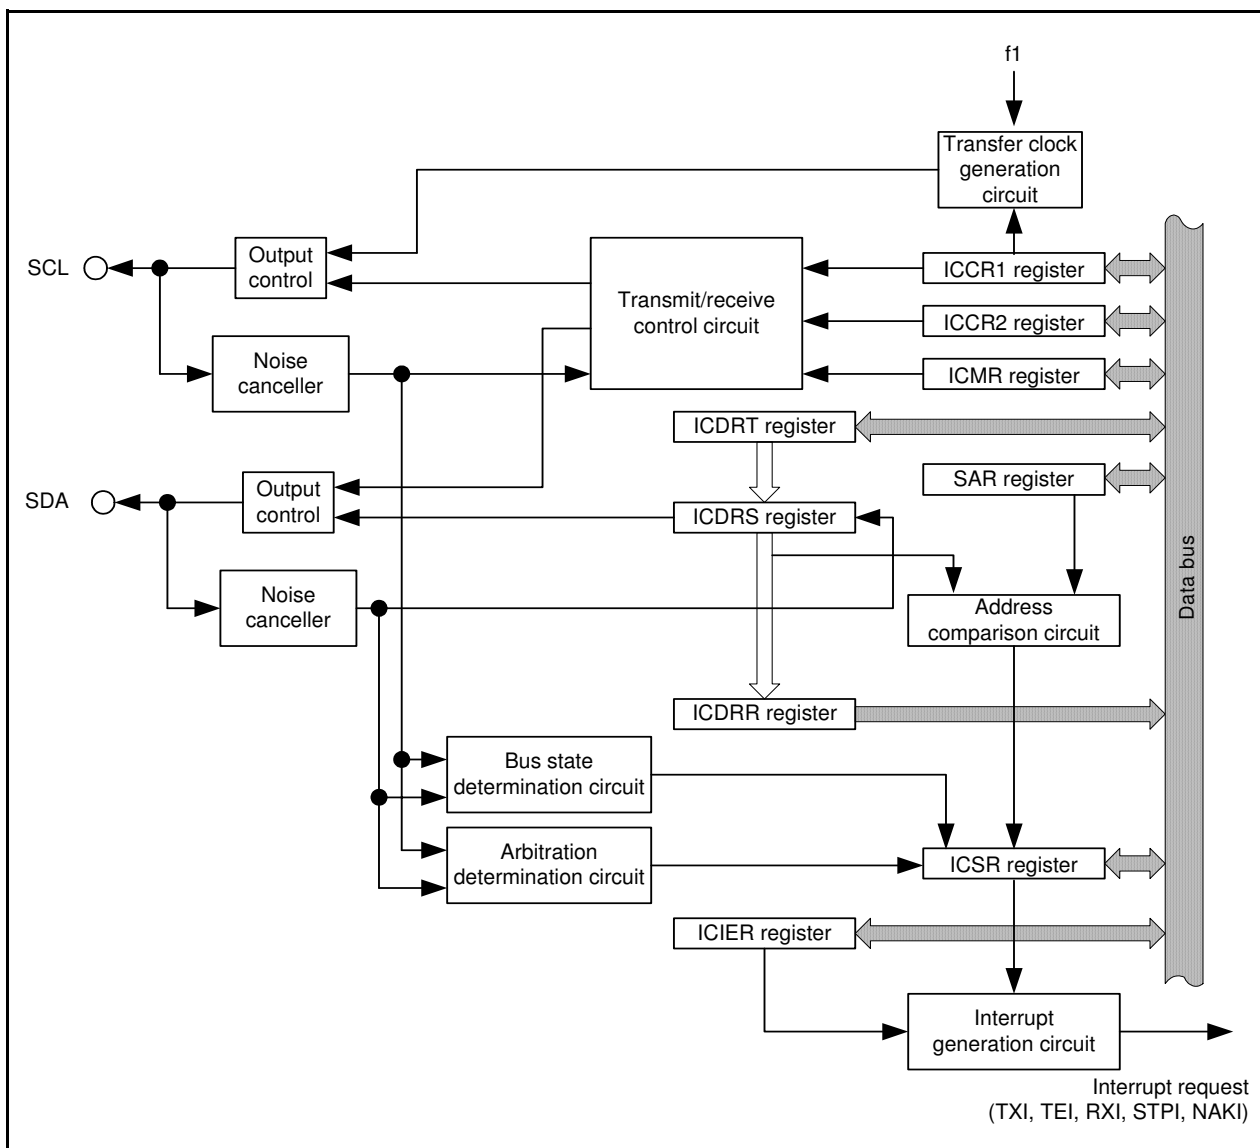 f1
Transfer clock
generation
circuit
SCL
Output
control
Transmit/receive
control circuit
ICCR1 register
ICCR2 register
ICMR register
Noise
canceller
ICDRT register
SAR register
SDA
Output
control
ICDRS register
Data bus
Noise
canceller
Address
comparison circuit
ICDRR register
Bus state
determination circuit
Arbitration
determination circuit
ICSR register
ICIER register
Interrupt
generation circuit
Interrupt request
(TXI, TEI, RXI, STPI, NAKI)